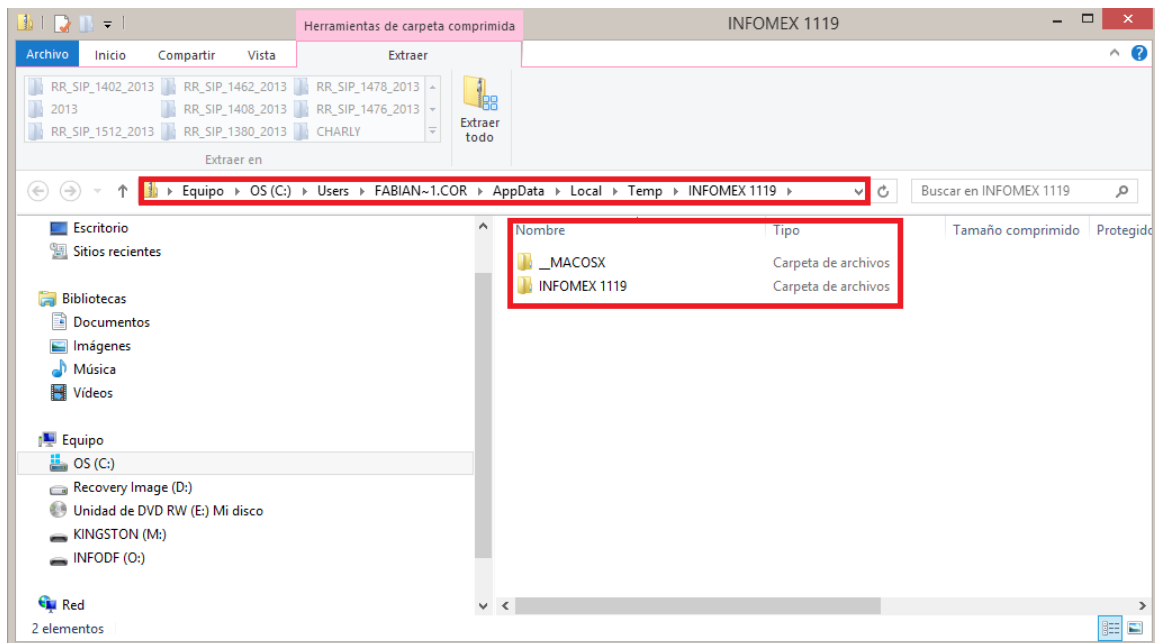 Herramientas de carpeta comprimida INFOMEX 1119
Archivo Inicio Compartir Vista Extraer
RR_SIP_1402_2013 RR_SIP_1462_2013 RR_SIP_1478_2013
2013 RR_SIP_1408_2013 RR_SIP_1476_2013
RR_SIP_1512_2013 RR_SIP_1380_2013 CHARLY
Extraer todo
Extraer en
Equipo OS (C:) Users FABIAN~1.COR AppData Local Temp INFOMEX 1119 Buscar en INFOMEX 1119
Escritorio
Sitios recientes
Bibliotecas
Documentos
Imágenes
Música
Vídeos
Equipo
OS (C:)
Recovery Image (D:)
Unidad de DVD RW (E:) Mi disco
KINGSTON (M:)
INFODF (O:)
Red
Nombre Tipo Tamaño comprimido Protegido
__MACOSX Carpeta de archivos
INFOMEX 1119 Carpeta de archivos
2 elementos